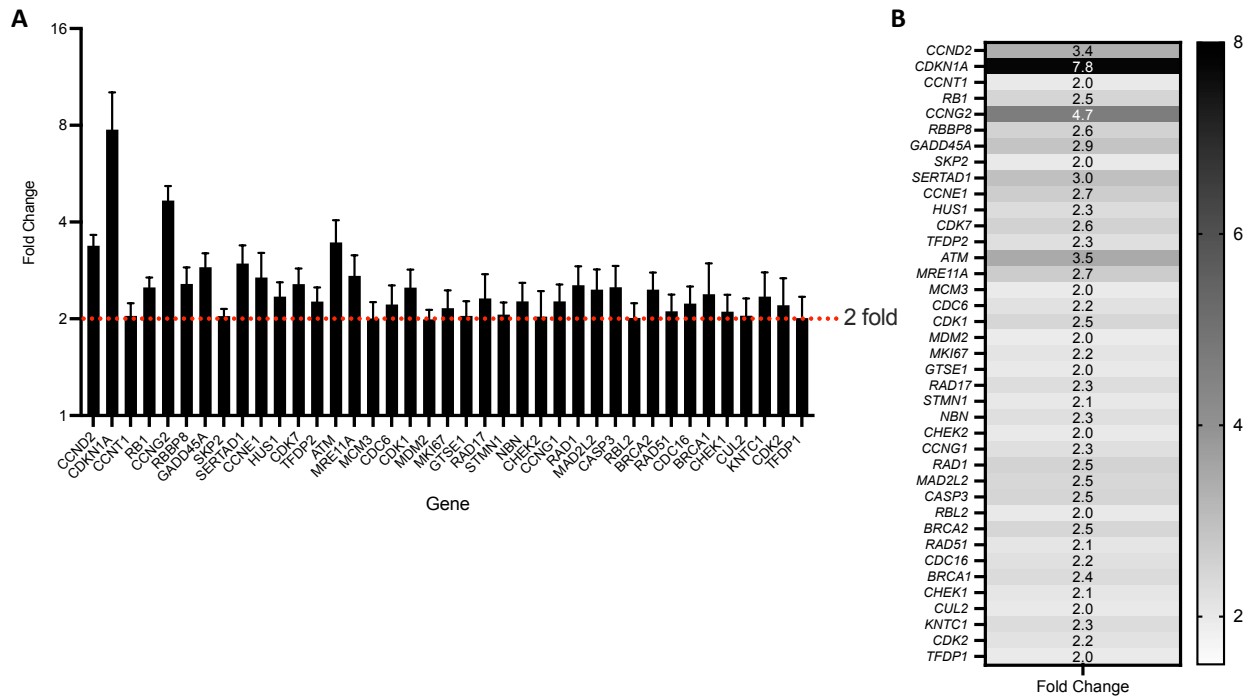 A
16
8
4
2
1
Fold Change
2 fold
CCND2
CDKN1A
CCNT1
RB1
CCNG2
RBBP8
GADD45A
SKP2
SERTAD1
CCNE1
HUS1
CDK7
TFDP2
ATM
MRE11A
MCM3
CDC6
CDK1
MDM2
MKI67
GTSE1
RAD17
STMN1
NBN
CHEK2
CCNG1
RAD1
MAD2L2
CASP3
RBL2
BRCA2
RAD51
CDC16
BRCA1
CHEK1
CUL2
KNTC1
CDK2
TFDP1
Gene
B
CCND2 3.4
CDKN1A 7.8
CCNT1 2.0
RB1 2.5
CCNG2 4.7
RBBP8 2.6
GADD45A 2.9
SKP2 2.0
SERTAD1 3.0
CCNE1 2.7
HUS1 2.3
CDK7 2.6
TFDP2 2.3
ATM 3.5
MRE11A 2.7
MCM3 2.0
CDC6 2.2
CDK1 2.5
MDM2 2.0
MKI67 2.2
GTSE1 2.0
RAD17 2.3
STMN1 2.1
NBN 2.3
CHEK2 2.0
CCNG1 2.3
RAD1 2.5
MAD2L2 2.5
CASP3 2.5
RBL2 2.0
BRCA2 2.5
RAD51 2.1
CDC16 2.2
BRCA1 2.4
CHEK1 2.1
CUL2 2.0
KNTC1 2.3
CDK2 2.2
TFDP1 2.0
Fold Change
8
6
4
2